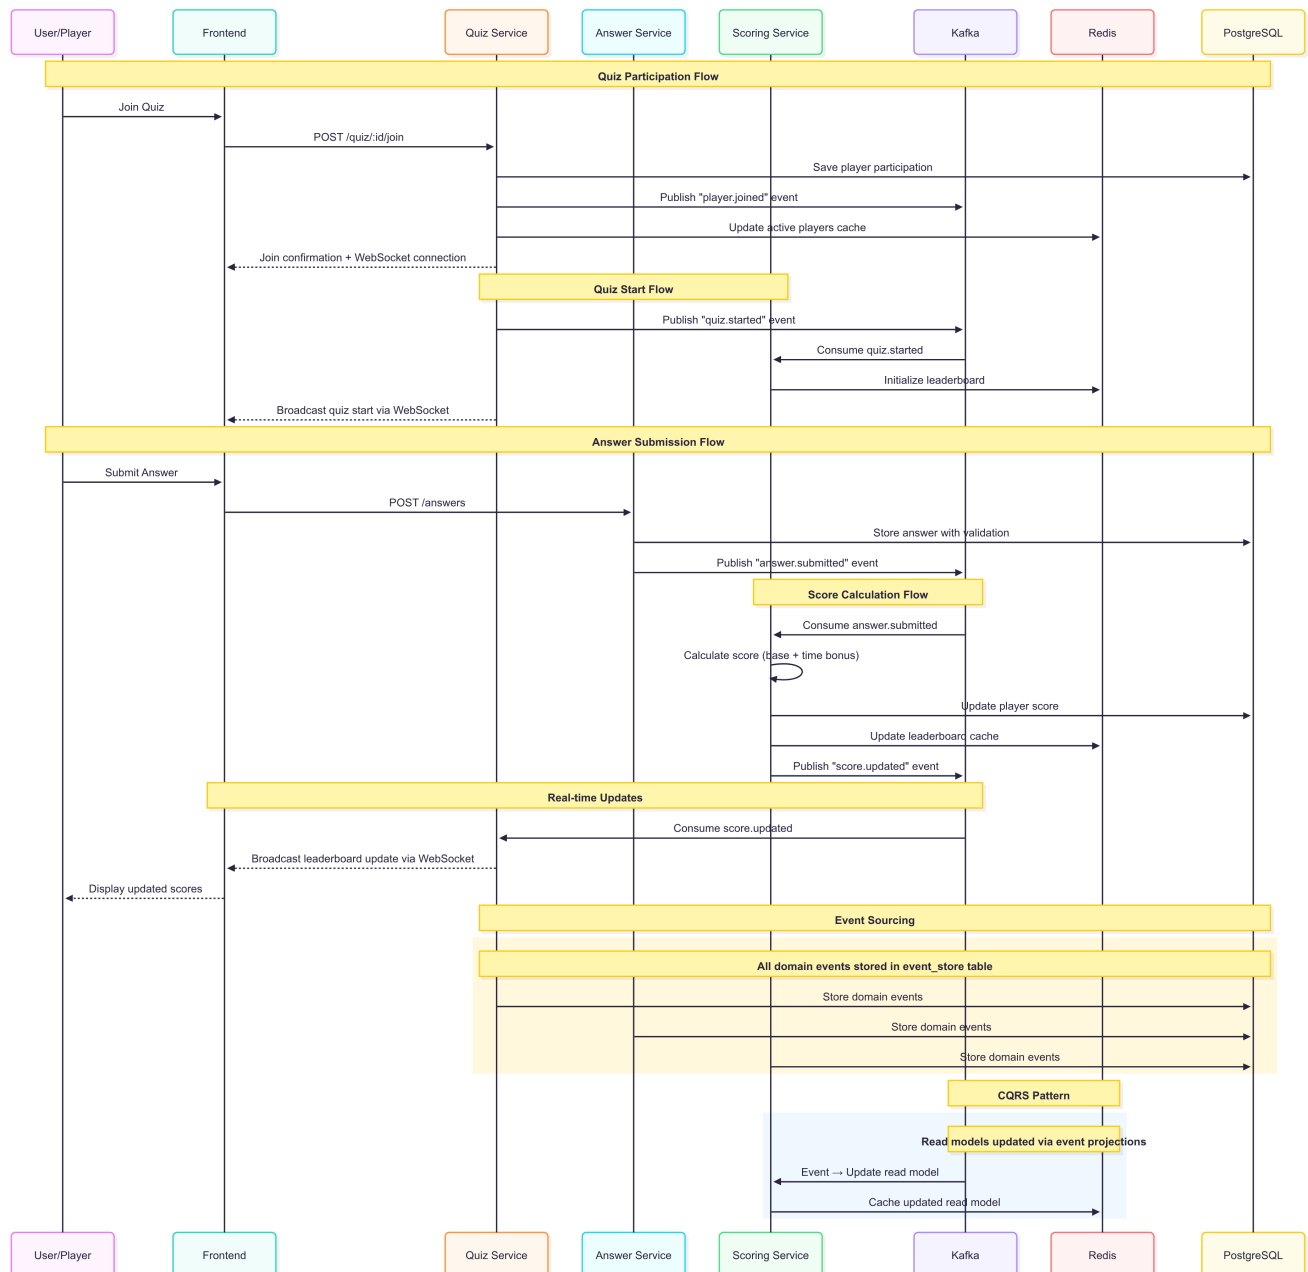 User/Player
Frontend
Quiz Service
Answer Service
Scoring Service
Kafka
Redis
PostgreSQL
Quiz Participation Flow
Join Quiz
POST /quiz/:id/join
Save player participation
Publish "player.joined" event
Update active players cache
Join confirmation + WebSocket connection
Quiz Start Flow
Publish "quiz.started" event
Consume quiz.started
Initialize leaderboard
Broadcast quiz start via WebSocket
Answer Submission Flow
Submit Answer
POST /answers
Store answer with validation
Publish "answer.submitted" event
Score Calculation Flow
Consume answer.submitted
Calculate score (base + time bonus)
Update player score
Update leaderboard cache
Publish "score.updated" event
Real-time Updates
Consume score.updated
Broadcast leaderboard update via WebSocket
Display updated scores
Event Sourcing
All domain events stored in event_store table
Store domain events
Store domain events
Store domain events
CQRS Pattern
Read models updated via event projections
Event → Update read model
Cache updated read model
User/Player
Frontend
Quiz Service
Answer Service
Scoring Service
Kafka
Redis
PostgreSQL